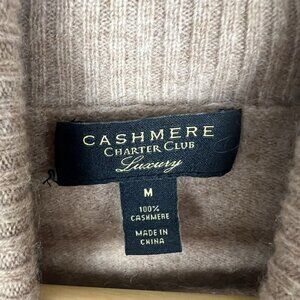 CASHMERE
CHARTER CLUB
Luxury
M
100%
CASHMERE
MADE IN
CHINA